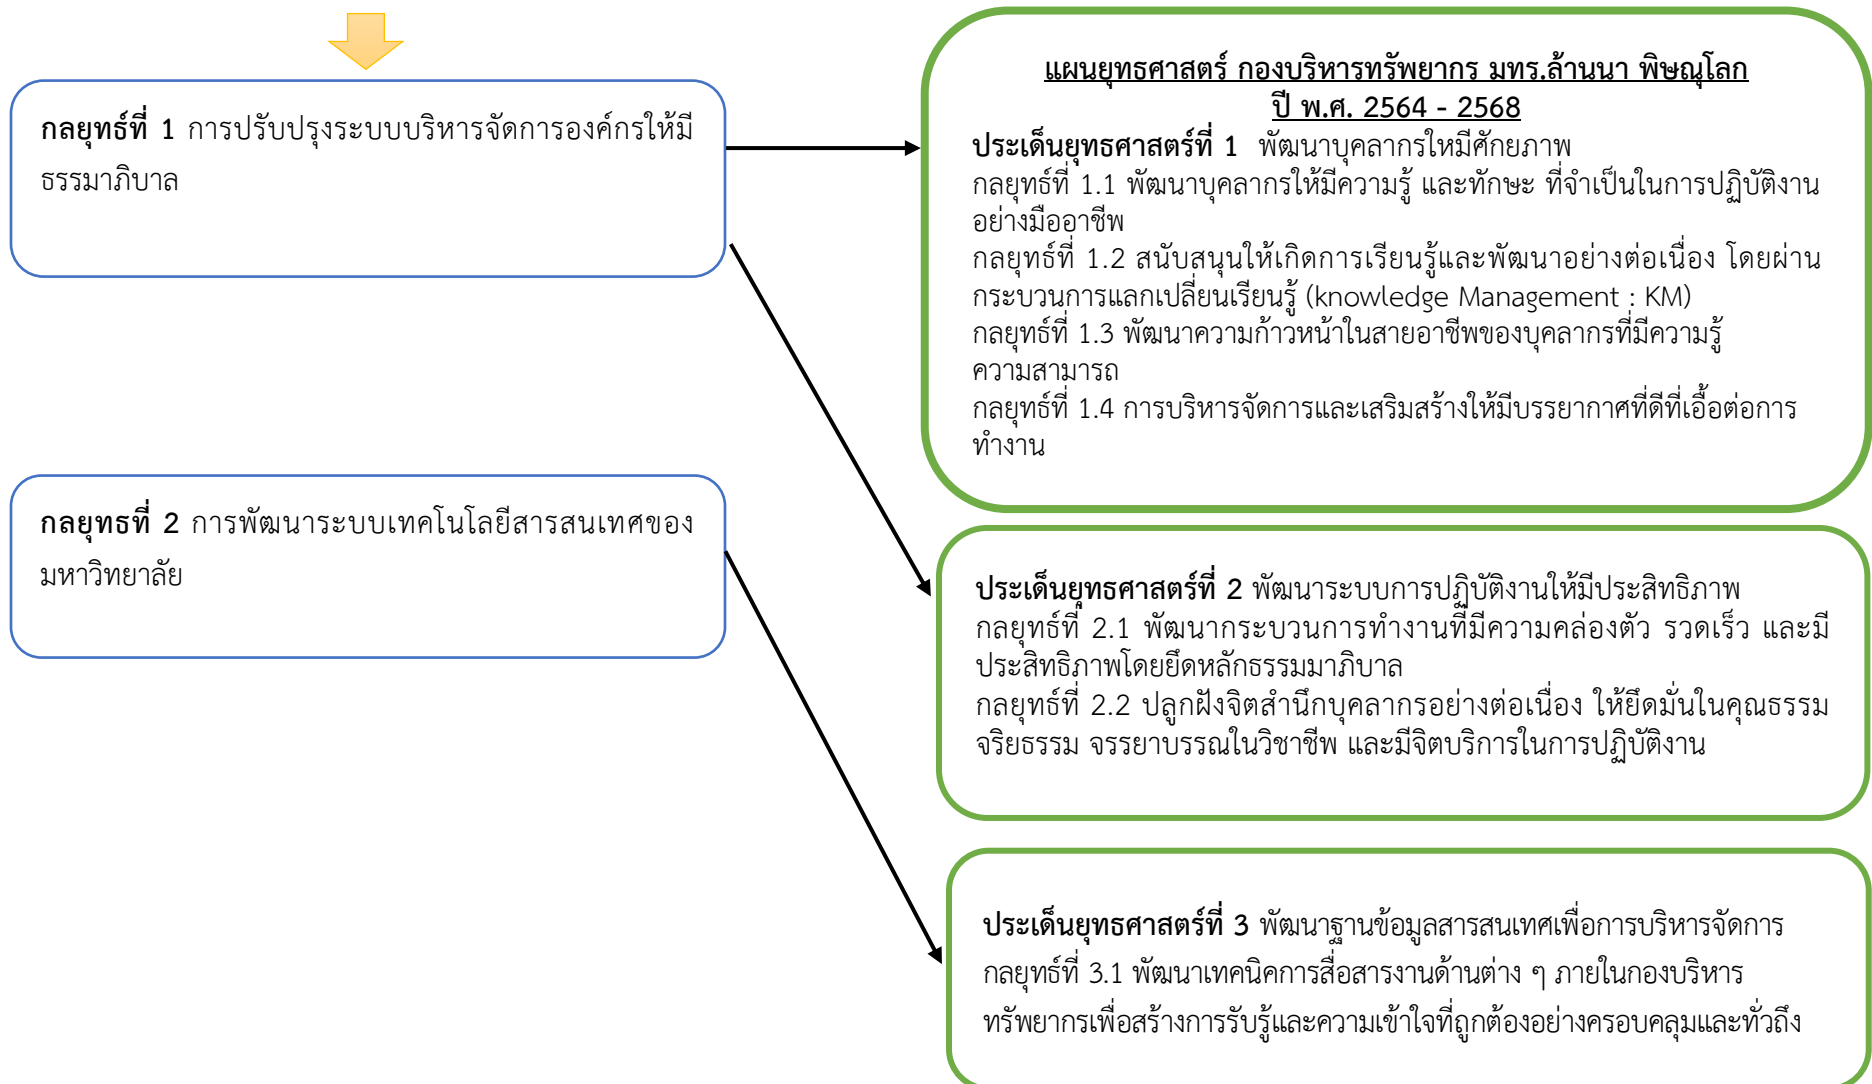 กลยุทธ์ที่ 1 การปรับปรุงระบบบริหารจัดการองค์กรให้มี
ธรรมาภิบาล
กลยุทธที่ 2 การพัฒนาระบบเทคโนโลยีสารสนเทศของ
มหาวิทยาลัย
แผนยุทธศาสตร์ กองบริหารทรัพยากร มทร.ล้านนา พิษณุโลก
ปี พ.ศ. 2564 - 2568
ประเด็นยุทธศาสตร์ที่ 1 พัฒนาบุคลากรใหมีศักยภาพ
กลยุทธ์ที่ 1.1 พัฒนาบุคลากรให้มีความรู้ และทักษะ ที่จำเป็นในการปฏิบัติงาน
อย่างมืออาชีพ
กลยุทธ์ที่ 1.2 สนับสนุนให้เกิดการเรียนรู้และพัฒนาอย่างต่อเนื่อง โดยผ่าน
กระบวนการแลกเปลี่ยนเรียนรู้ (knowledge Management : KM)
กลยุทธ์ที่ 1.3 พัฒนาความก้าวหน้าในสายอาชีพของบุคลากรที่มีความรู้
ความสามารถ
กลยุทธ์ที่ 1.4 การบริหารจัดการและเสริมสร้างให้มีบรรยากาศที่ดีที่เอื้อต่อการ
ทำงาน
ประเด็นยุทธศาสตร์ที่ 2 พัฒนาระบบการปฏิบัติงานให้มีประสิทธิภาพ
กลยุทธ์ที่ 2.1 พัฒนากระบวนการทำงานที่มีความคล่องตัว รวดเร็ว และมี
ประสิทธิภาพโดยยึดหลักธรรมมาภิบาล
กลยุทธ์ที่ 2.2 ปลูกฝังจิตสำนึกบุคลากรอย่างต่อเนื่อง ให้ยึดมั่นในคุณธรรม
จริยธรรม จรรยาบรรณในวิชาชีพ และมีจิตบริการในการปฏิบัติงาน
ประเด็นยุทธศาสตร์ที่ 3 พัฒนาฐานข้อมูลสารสนเทศเพื่อการบริหารจัดการ
กลยุทธ์ที่ 3.1 พัฒนาเทคนิคการสื่อสารงานด้านต่าง ๆ ภายในกองบริหาร
ทรัพยากรเพื่อสร้างการรับรู้และความเข้าใจที่ถูกต้องอย่างครอบคลุมและทั่วถึง